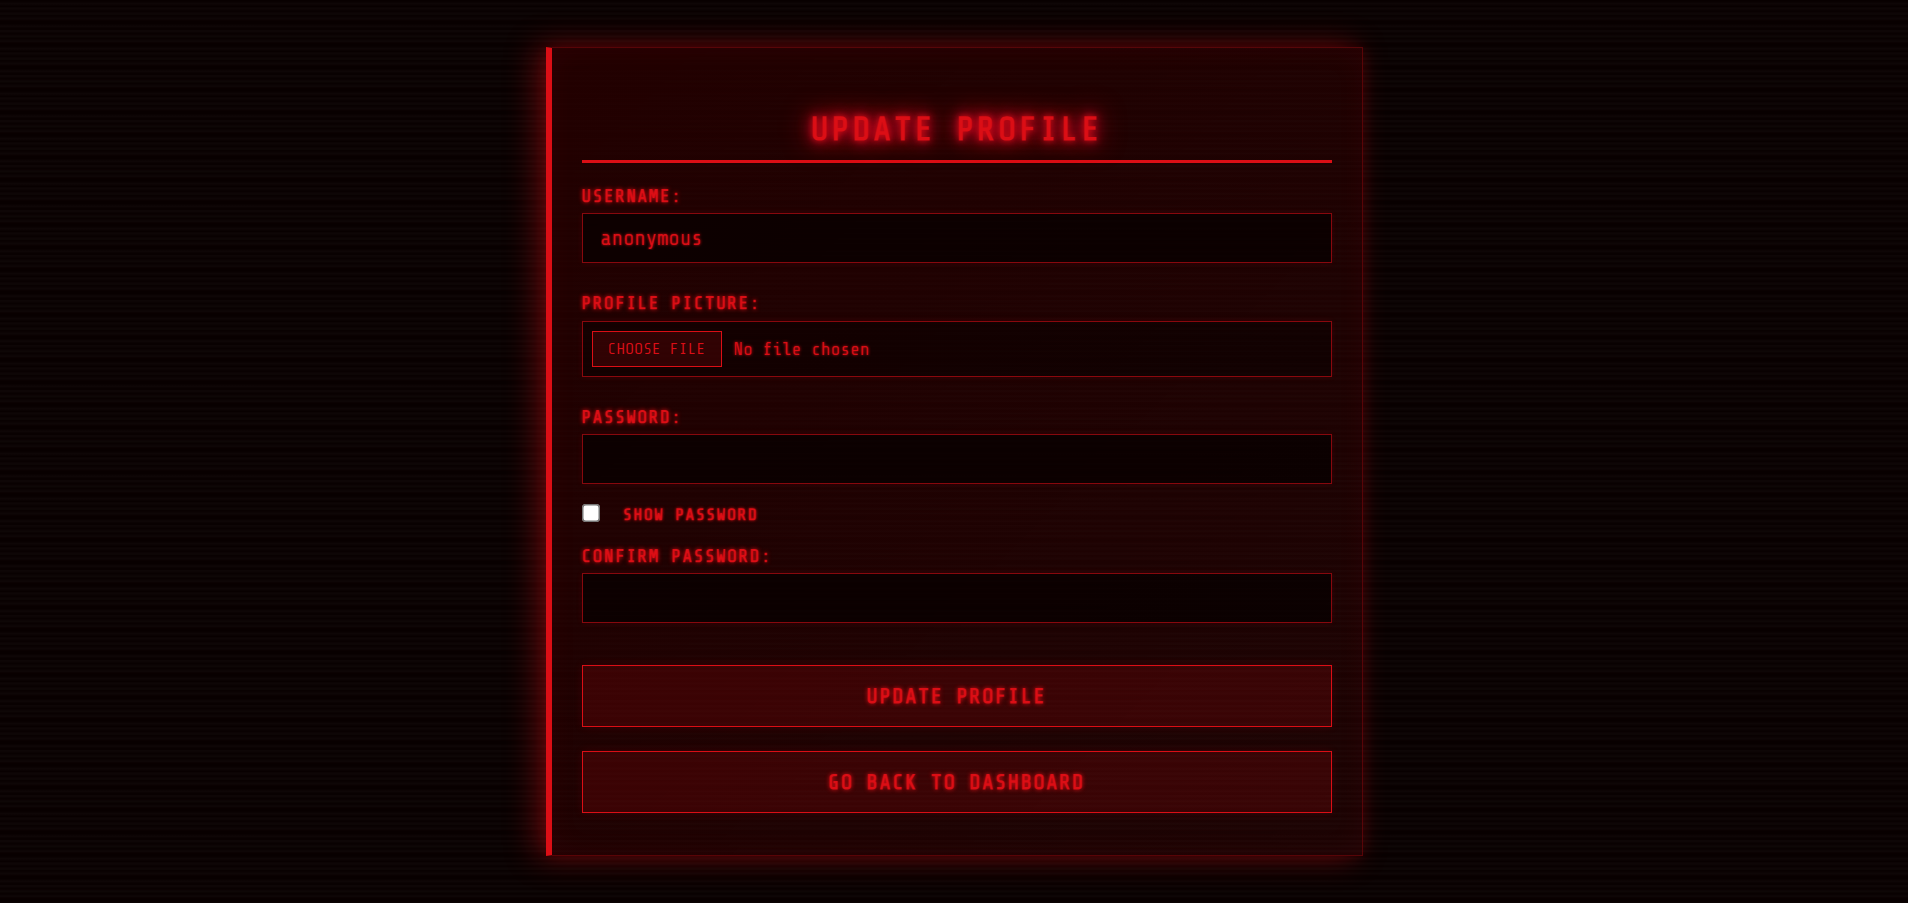 UPDATE PROFILE
USERNAME:
anonymous
PROFILE PICTURE:
CHOOSE FILE No file chosen
PASSWORD:
SHOW PASSWORD
CONFIRM PASSWORD:
UPDATE PROFILE
GO BACK TO DASHBOARD